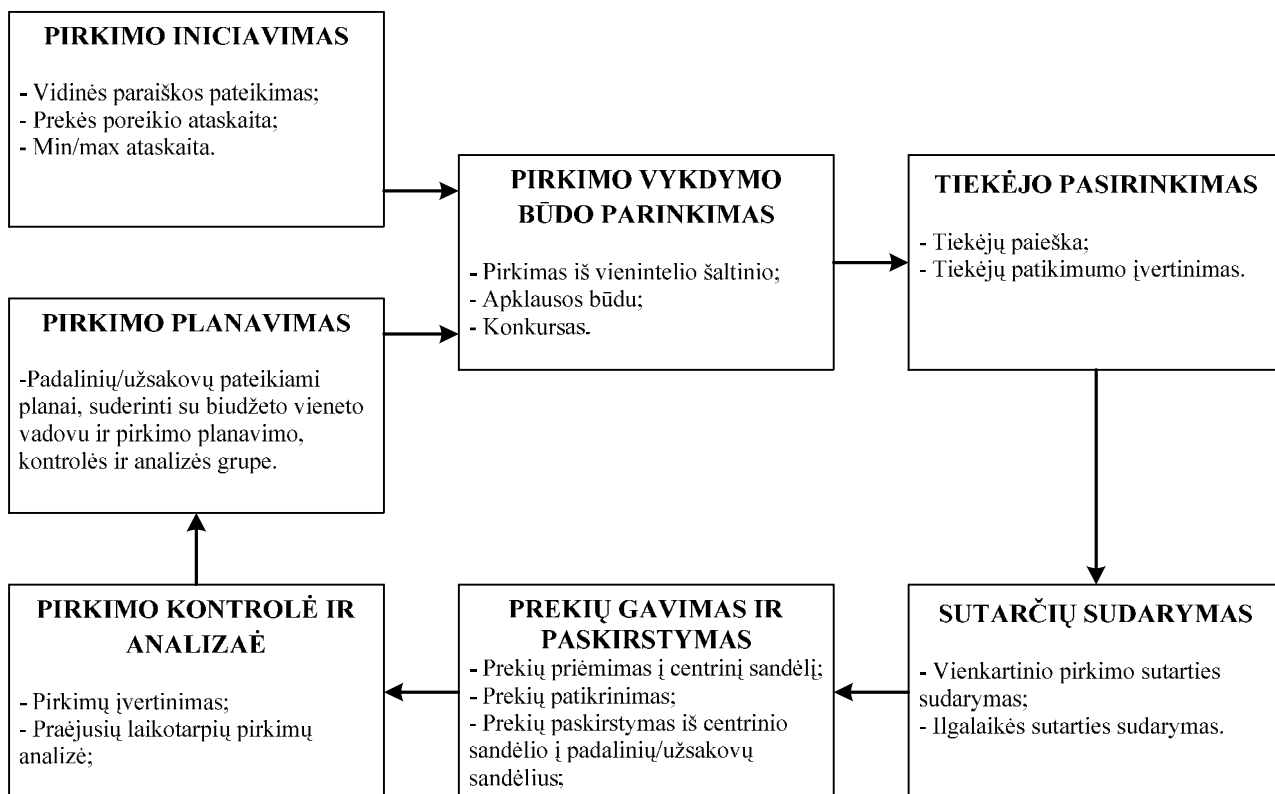 PIRKIMO INICIAVIMAS
- Vidinės paraiškos pateikimas;
- Prekės poreikio ataskaita;
- Min/max ataskaita.
PIRKIMO VYKDYMO
BŪDO PARINKIMAS
- Pirkimas iš vienintelio šaltinio;
- Apklausos būdu;
- Konkursas.
TIEKĖJO PASIRINKIMAS
- Tiekėjų paieška;
- Tiekėjų patikimumo įvertinimas.
PIRKIMO PLANAVIMAS
-Padalinių/užsakovų pateikiami
planai, suderinti su biudžeto vieneto
vadovu ir pirkimo planavimo,
kontrolės ir analizės grupe.
PIRKIMO KONTROLĖ IR
ANALIZAĖ
- Pirkimų įvertinimas;
- Praėjusių laikotarpių pirkimų
analizė;
PREKIŲ GAVIMAS IR
PASKIRSTYMAS
- Prekių priėmimas į centrinį sandėlį;
- Prekių patikrinimas;
- Prekių paskirstymas iš centrinio
sandėlio į padalinių/užsakovų
sandėlius;
SUTARČIŲ SUDARYMAS
- Vienkartinio pirkimo sutarties
sudarymas;
- Ilgalaikės sutarties sudarymas.